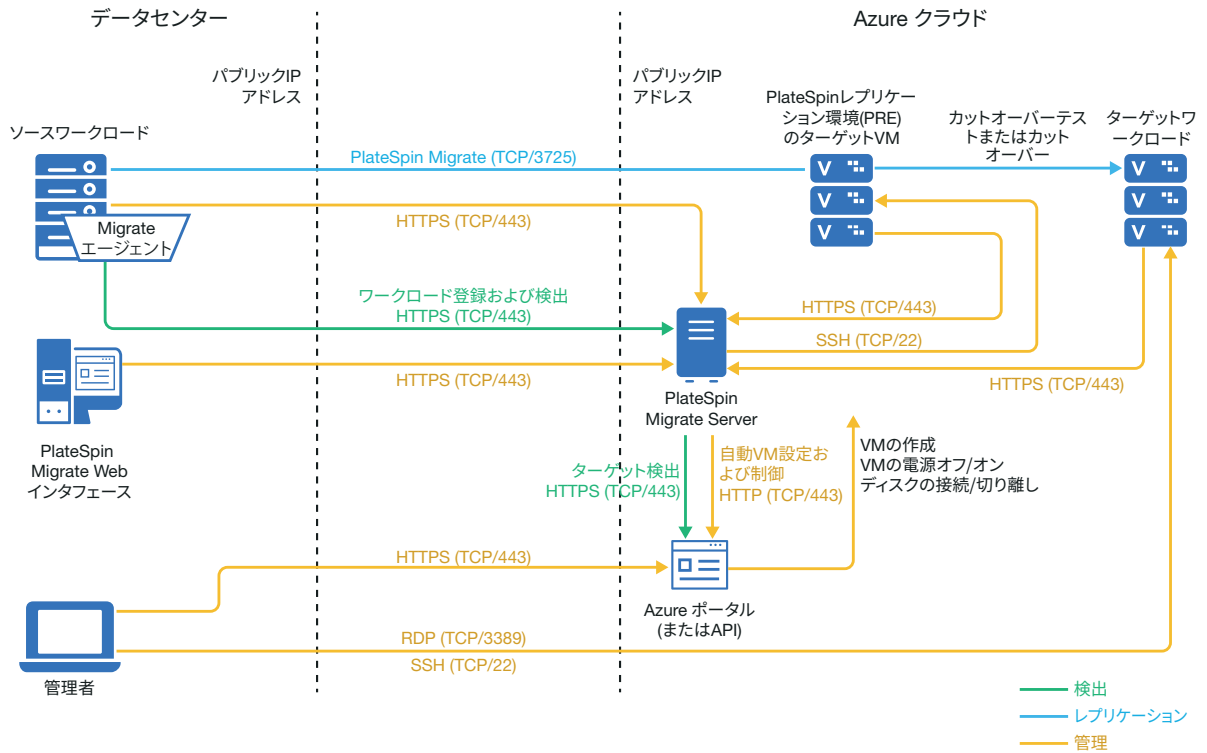 データセンター
Azure クラウド
パブリックIP
アドレス
パブリックIP
アドレス
PlateSpinレプリケー
ション環境(PRE)
のターゲットVM
カットオーバーテス
トまたはカット
オーバー
ターゲットワ
ークロード
ソースワークロード
PlateSpin Migrate (TCP/3725)
HTTPS (TCP/443)
Migrate
エージェント
ワークロード登録および検出
HTTPS (TCP/443)
HTTPS (TCP/443)
SSH (TCP/22)
HTTPS (TCP/443)
HTTPS (TCP/443)
PlateSpin
Migrate Server
PlateSpin
Migrate Web
インタフェース
ターゲット検出
HTTPS (TCP/443)
自動VM設定お
よび制御
HTTP (TCP/443)
VMの作成
VMの電源オフ/オン
ディスクの接続/切り離し
HTTPS (TCP/443)
Azure ポータル
(またはAPI)
RDP (TCP/3389)
SSH (TCP/22)
管理者
検出
レプリケーション
管理